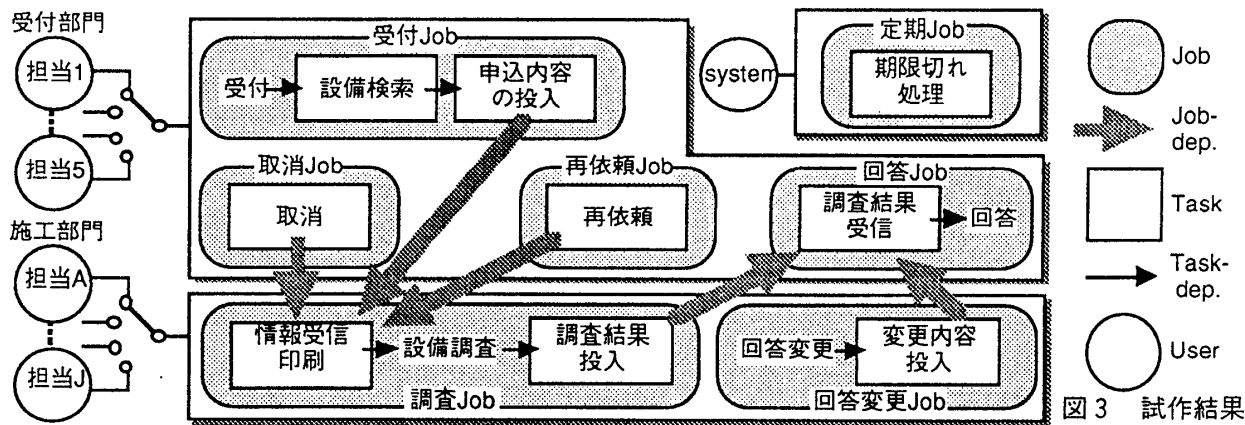 受付部門
担当1
担当5
施工部門
担当A
担当J
受付Job
受付
設備検索
申込内容
の投入
system
定期Job
期限切れ
処理
取消Job
取消
再依頼Job
再依頼
回答Job
調査結果
受信
回答
情報受信
印刷
設備調査
調査結果
投入
調査Job
回答変更
変更内容
投入
回答変更Job
Job
Job-
dep.
Task
Task-
dep.
User
図3 試作結果